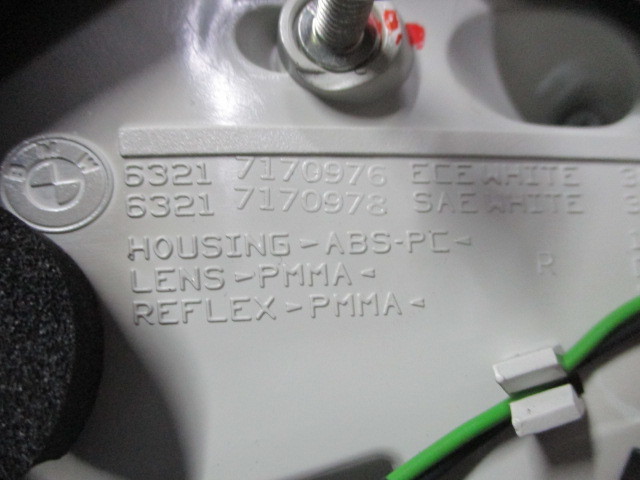 BMW
6321 7170976 ECE WHITE
6321 7170978 SAE WHITE
HOUSING >ABS-PC<
LENS >PMMA<
R
REFLEX >PMMA<